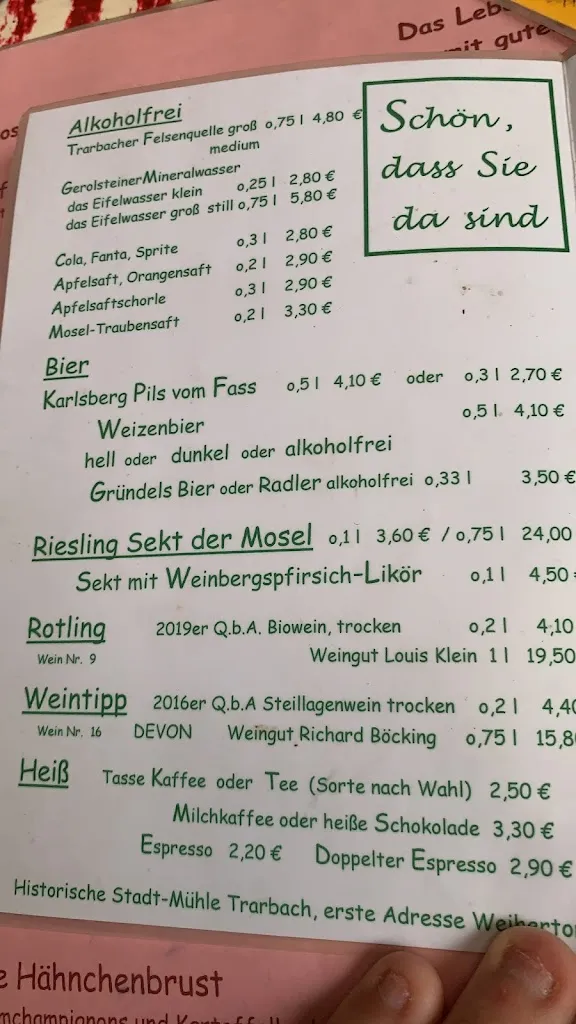 Das
mit gute
Alkoholfrei
Trarbacher Felsenquelle groß 0,75 l 4,80 €
medium
Schön,
dass Sie
da sind
Gerolsteiner Mineralwasser
das Eifelwasser klein 0,25 l 2,80 €
das Eifelwasser groß still 0,75 l 5,80 €
Cola, Fanta, Sprite 0,3 l 2,80 €
Apfelsaft, Orangensaft 0,2 l 2,90 €
Apfelsaftschorle 0,3 l 2,90 €
Mosel-Traubensaft 0,2 l 3,30 €
Bier
Karlsberg Pils vom Fass 0,5 l 4,10 € oder 0,3 l 2,70 €
Weizenbier 0,5 l 4,10 €
hell oder dunkel oder alkoholfrei
Gründels Bier oder Radler alkoholfrei 0,33 l 3,50 €
Riesling Sekt der Mosel 0,1 l 3,60 € / 0,75 l 24,00
Sekt mit Weinbergspfirsich-Likör 0,1 l 4,50
Rotling 2019er Q.b.A. Biowein, trocken 0,2 l 4,10
Wein Nr. 9 Weingut Louis Klein 1 l 19,50
Weintipp 2016er Q.b.A Steillagenwein trocken 0,2 l 4,40
Wein Nr. 16 DEVON Weingut Richard Böcking 0,75 l 15,8
Heiß Tasse Kaffee oder Tee (Sorte nach Wahl) 2,50 €
Milchkaffee oder heiße Schokolade 3,30 €
Espresso 2,20 € Doppelter Espresso 2,90 €
Historische Stadt-Mühle Trarbach, erste Adresse
e Hähnchenbrust